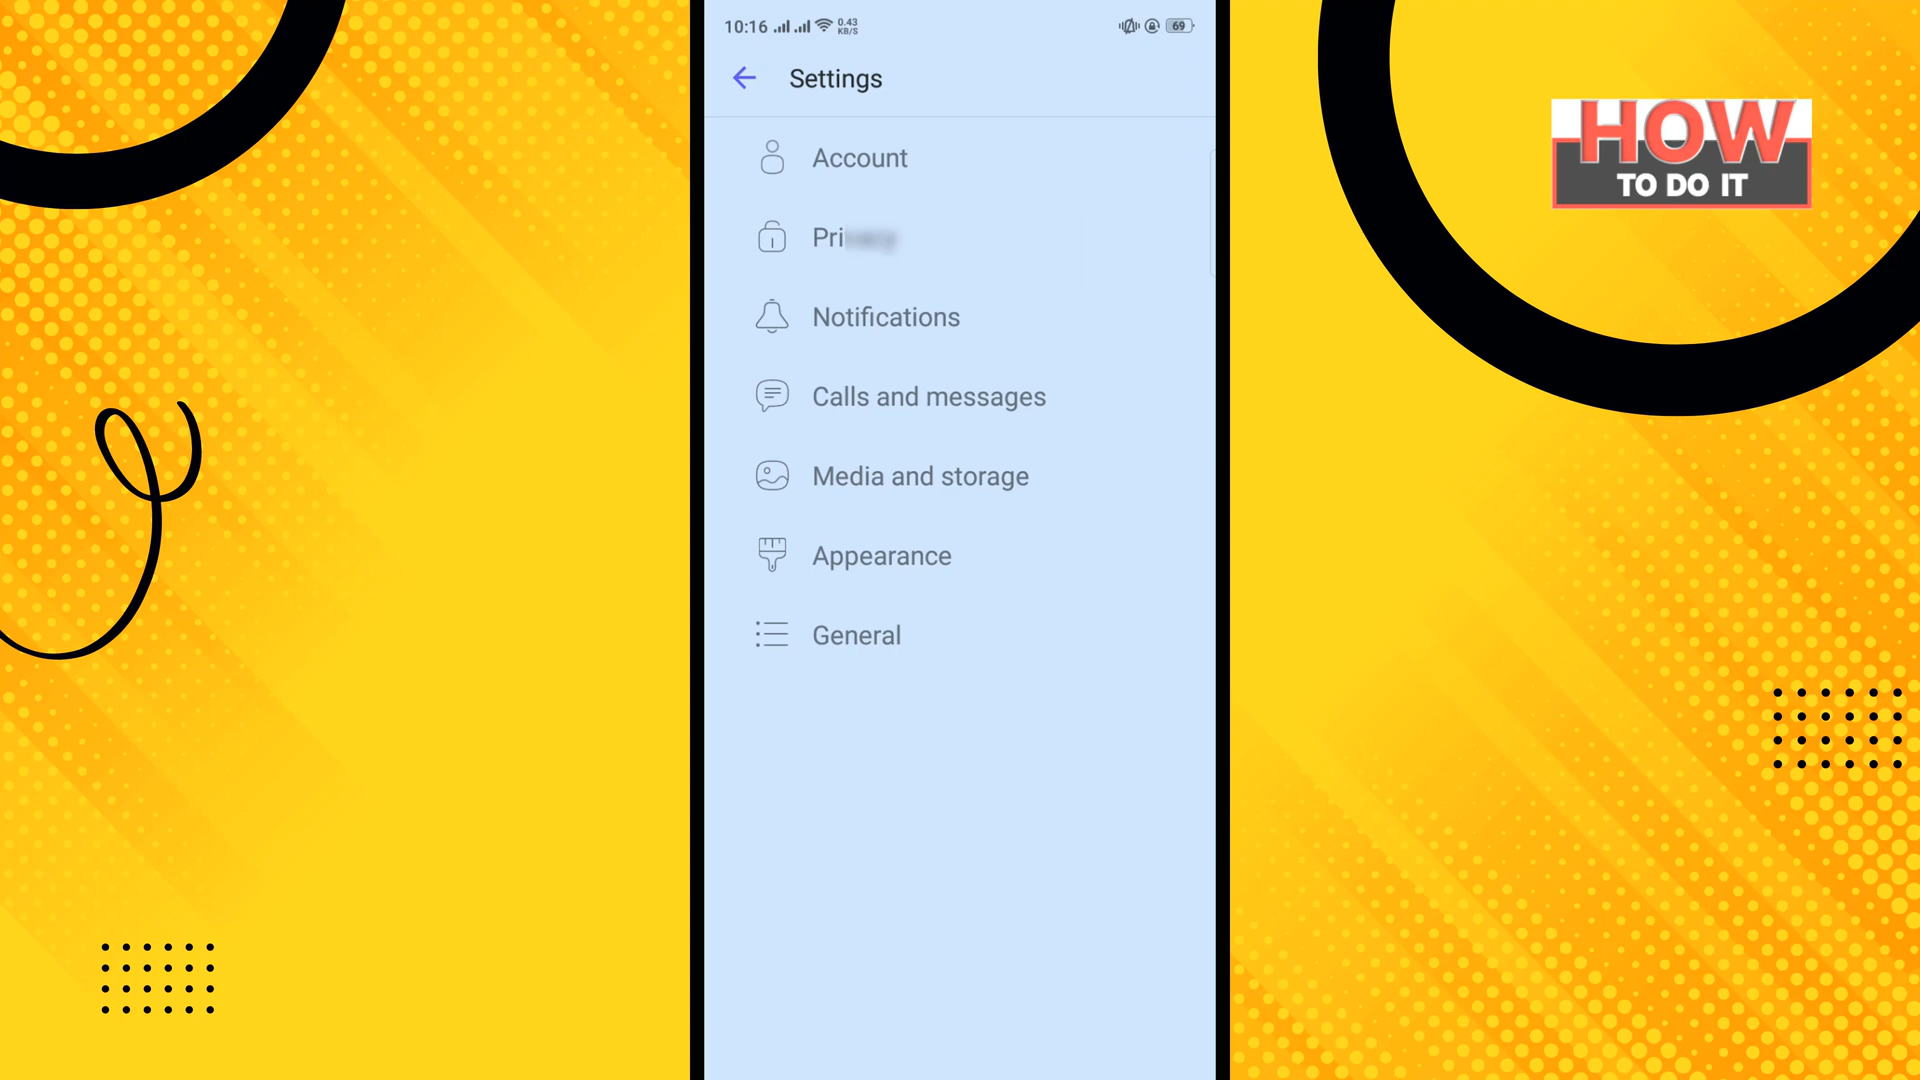 10:16 0.43 KB/S 69
Settings
Account
Pri
Notifications
Calls and messages
Media and storage
Appearance
General
HOW
TO DO IT